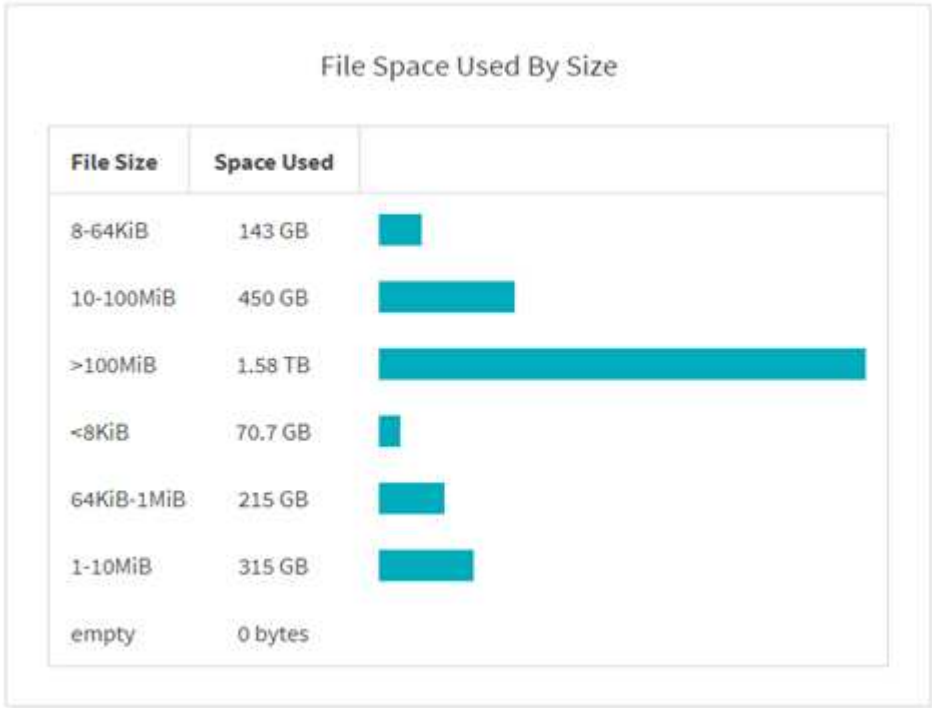 File Space Used By Size
File Size Space Used
8-64KiB 143 GB
10-100MiB 450 GB
>100MiB 1.58 TB
<8KiB 70.7 GB
64KiB-1MiB 215 GB
1-10MiB 315 GB
empty 0 bytes